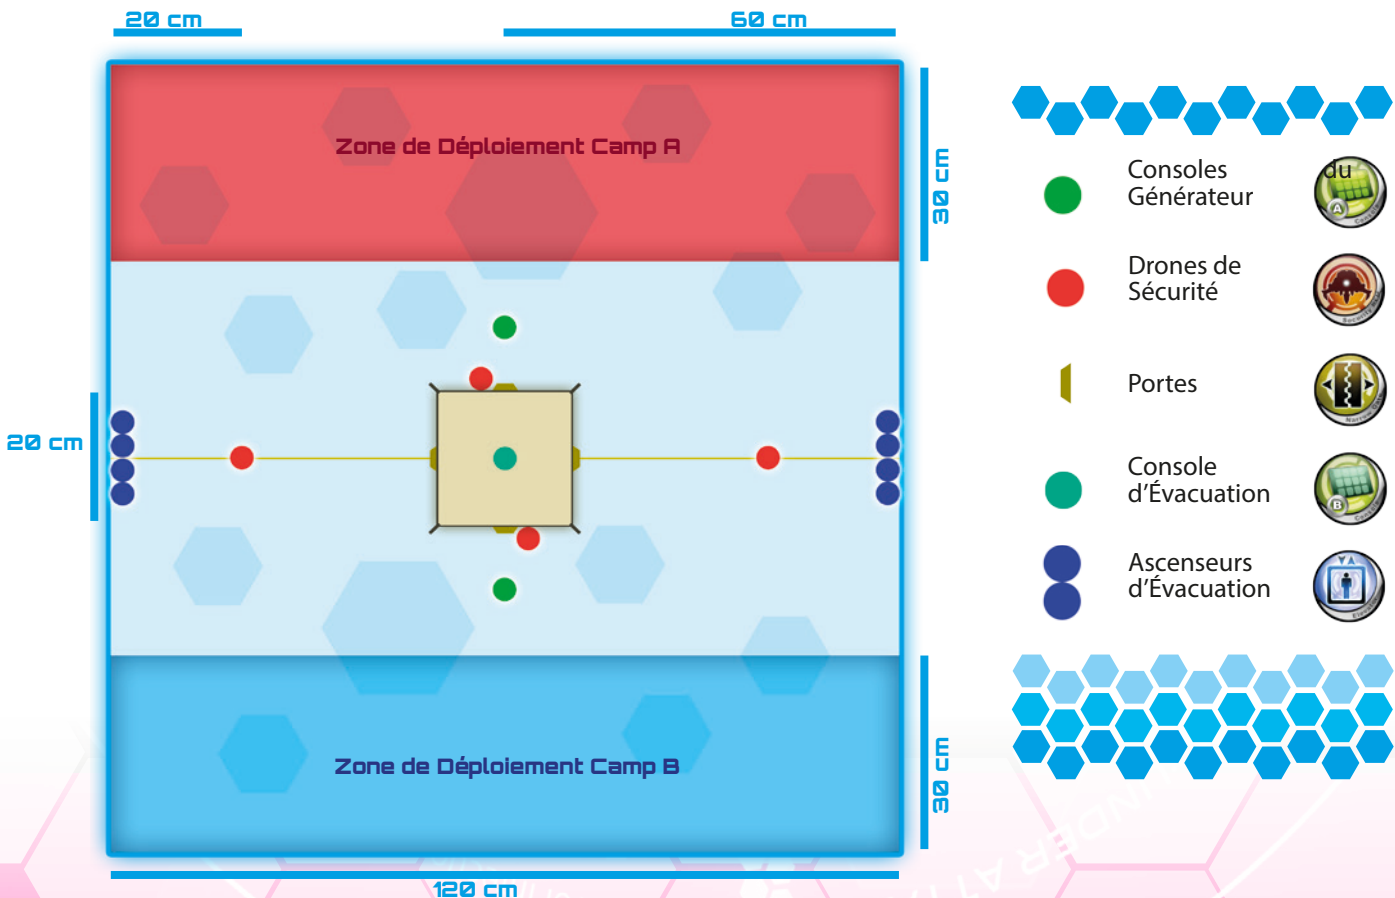 20 cm
60 cm
Zone de Déploiement Camp A
30 cm
20 cm
Zone de Déploiement Camp B
30 cm
120 cm
Consoles du
Générateur
A
Drones de
Sécurité
Portes
Console
d'Évacuation
B
Ascenseurs
d'Évacuation